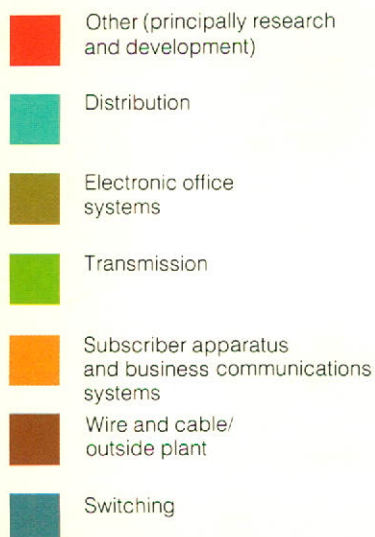 Other (principally research
and development)
Distribution
Electronic office
systems
Transmission
Subscriber apparatus
and business communications
systems
Wire and cable/
outside plant
Switching